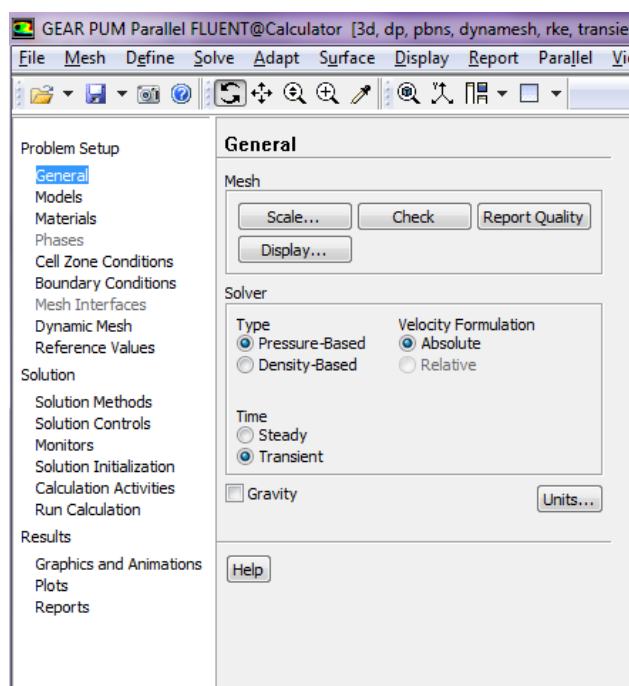 GEAR PUM Parallel FLUENT@Calculator [3d, dp, pbns, dynamesh, rke, transie
File Mesh Define Solve Adapt Surface Display Report Parallel Vi
Problem Setup
General
Models
Materials
Phases
Cell Zone Conditions
Boundary Conditions
Mesh Interfaces
Dynamic Mesh
Reference Values
Solution
Solution Methods
Solution Controls
Monitors
Solution Initialization
Calculation Activities
Run Calculation
Results
Graphics and Animations
Plots
Reports
General
Mesh
Scale... Check Report Quality
Display...
Solver
Type Velocity Formulation
Pressure-Based Absolute
Density-Based Relative
Time
Steady
Transient
Gravity Units...
Help